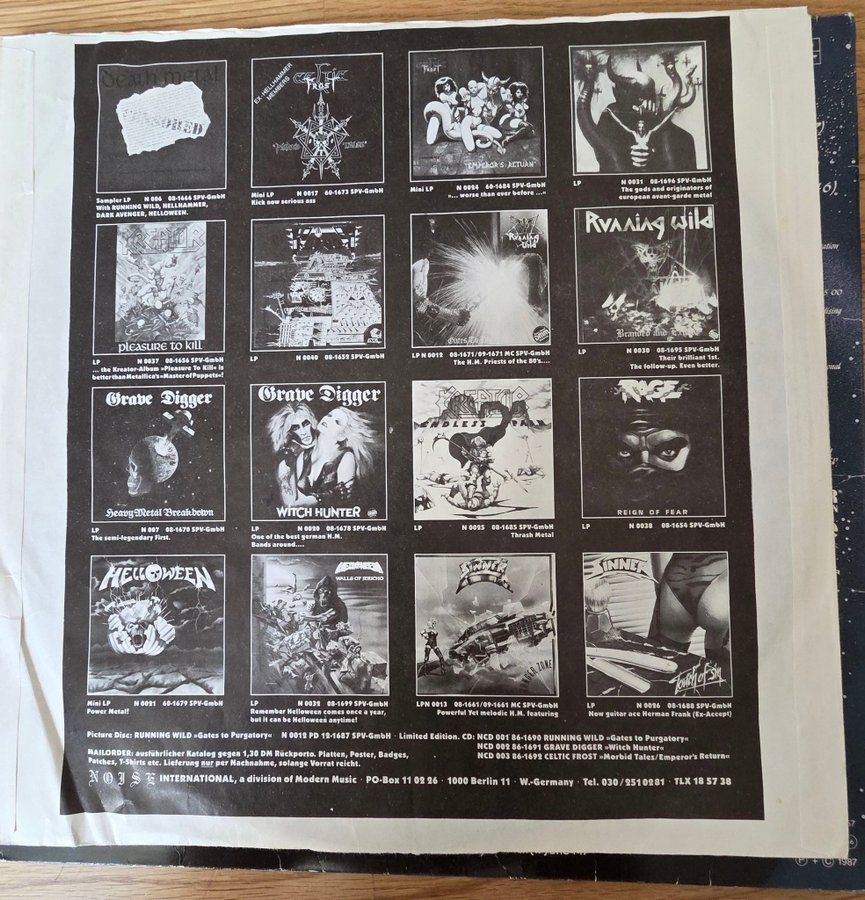 death metal
CENSORED
Sampler LP N 006 08-1666 SPV-GmbH
With RUNNING WILD, HELLHAMMER,
DARK AVENGER, HELLOWEEN.
EX-HELLHAMMER
MEMBERS
celtic
FROST
Morbid Tales
Mini LP N 0017 60-1673 SPV-GmbH
Kick now serious ass
FROST
"EMPEROR'S RETURN"
Mini LP N 0024 60-1684 SPV-GmbH
»... worse than ever before ...«
LP N 0031 08-1696 SPV-GmbH
The gods and originators of
european avant-garde metal
KREATOR
PLEASURE TO KILL
LP N 0037 08-1656 SPV-GmbH
... the Kreator-Album »Pleasure To Kill« is
better than Metallica's »Master of Puppets«!
LP N 0040 08-1652 SPV-GmbH
Running Wild
Gates To
LP N 0012 08-1671/09-1671 MC SPV-GmbH
The H.M. Priests of the 80's....
Running Wild
Branded and
LP N 0030 08-1695 SPV-GmbH
Their brilliant 1st.
The follow-up. Even better.
Grave Digger
Heavy Metal Breakdown
LP N 007 08-1670 SPV-GmbH
The semi-legendary First.
Grave Digger
WITCH HUNTER
LP N 0020 08-1678 SPV-GmbH
One of the best german H.M.
Bands around....
KREATOR
ENDLESS PAIN
LP N 0025 08-1685 SPV-GmbH
Thrash Metal
RAGE
REIGN OF FEAR
LP N 0038 08-1654 SPV-GmbH
HELLOWEEN
Mini LP N 0021 60-1679 SPV-GmbH
Power Metal!
HELLOWEEN
WALLS OF JERICHO
LP N 0032 08-1699 SPV-GmbH
Remember Helloween comes once a year,
but it can be Helloween anytime!
SINNER
DANGER ZONE
LPN 0013 08-1661/09-1661 MC SPV-GmbH
Powerful Yet melodic H.M. featuring
SINNER
Touch of Sin
LP N 0026 08-1688 SPV-GmbH
Now guitar ace Herman Frank (Ex-Accept)
Picture Disc: RUNNING WILD »Gates to Purgatory« N 0012 PD 12-1687 SPV-GmbH · Limited Edition. CD: NCD 001 86-1690 RUNNING WILD »Gates to Purgatory«
NCD 002 86-1691 GRAVE DIGGER »Witch Hunter«
NCD 003 86-1692 CELTIC FROST »Morbid Tales/Emperor's Return«
MAILORDER: ausführlicher Katalog gegen 1,30 DM Rückporto. Platten, Poster, Badges,
Patches, T-Shirts etc. Lieferung nur per Nachnahme, solange Vorrat reicht.
NOISE INTERNATIONAL, a division of Modern Music · PO-Box 11 02 26 · 1000 Berlin 11 · W.-Germany · Tel. 030/2510281 · TLX 18 57 38
℗ + © 1987